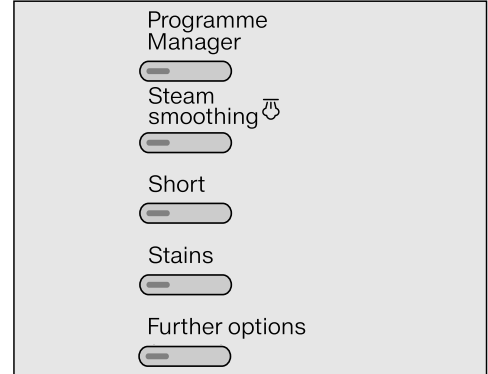 Programme
Manager
Steam
smoothing
Short
Stains
Further options